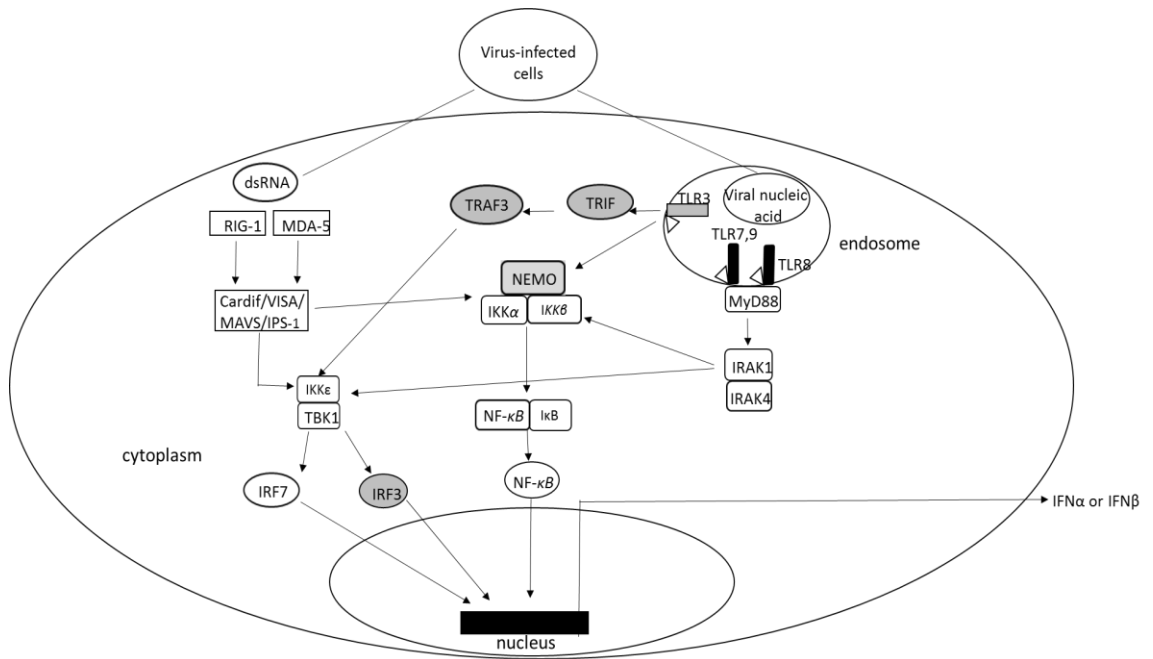 Virus-infected
cells
dsRNA
RIG-1
MDA-5
Cardif/VISA/
MAVS/IPS-1
TRAF3
TRIF
TLR3
Viral nucleic
acid
TLR7,9
TLR8
endosome
MyD88
NEMO
IKKα
IKKβ
IRAK1
IRAK4
IKKε
TBK1
NF-κB
IκB
cytoplasm
IRF7
IRF3
NF-κB
IFNα or IFNβ
nucleus